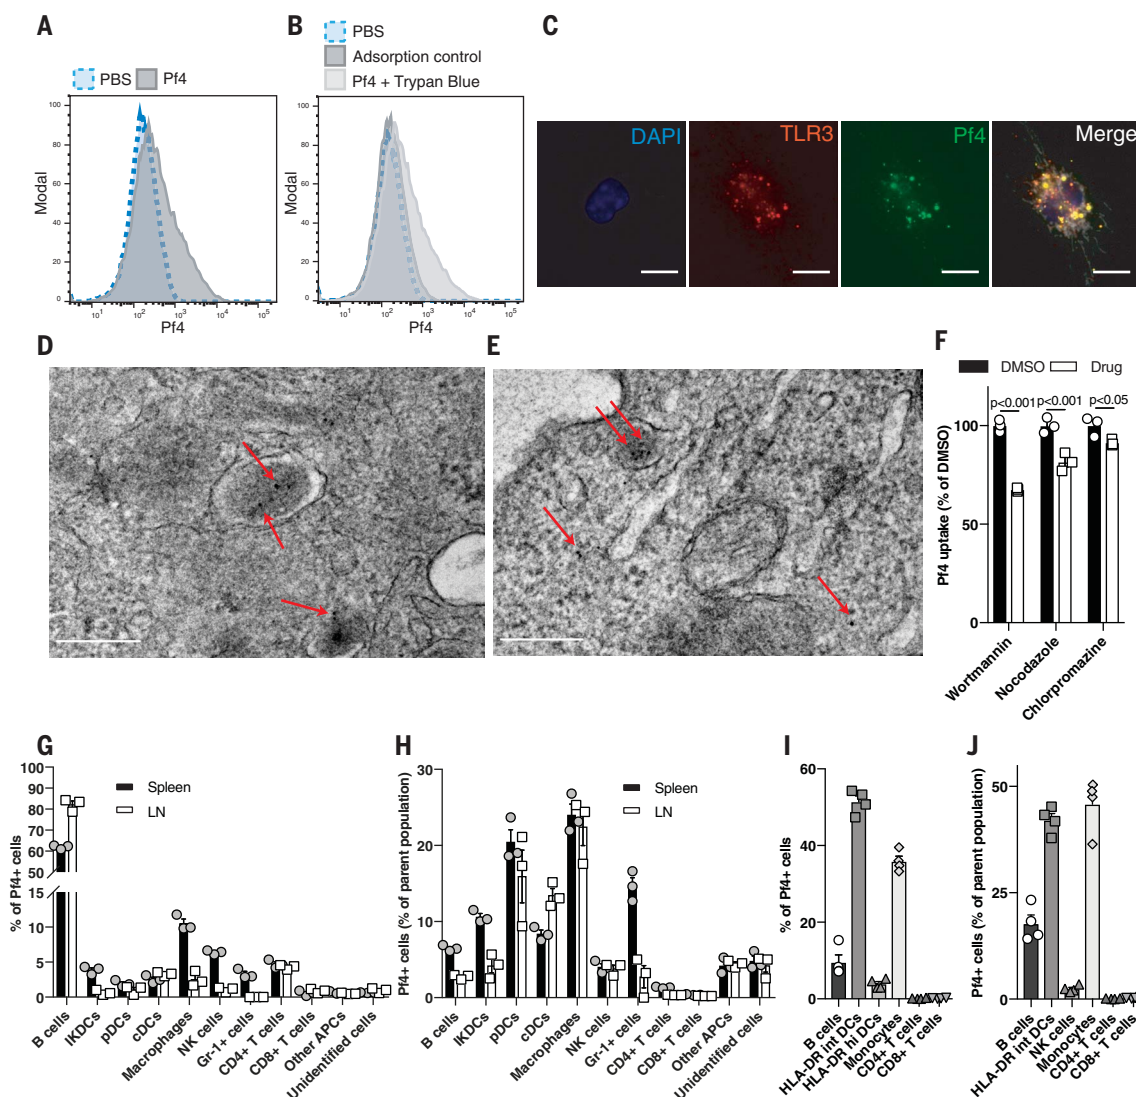 A
PBS
Pf4
Modal
100
80
60
40
20
0
10¹
10²
10³
10⁴
10⁵
Pf4
B
PBS
Adsorption control
Pf4 + Trypan Blue
Modal
100
80
60
40
20
0
10¹
10²
10³
10⁴
10⁵
Pf4
C
DAPI
TLR3
Pf4
Merge
D
E
F
DMSO
Drug
p<0.001
p<0.001
p<0.05
Pf4 uptake (% of DMSO)
100
50
0
Wortmannin
Nocodazole
Chlorpromazine
G
% of Pf4+ cells
100
90
80
70
60
50
15
10
5
0
Spleen
LN
B cells
IKDCs
pDCs
cDCs
Macrophages
NK cells
Gr-1+ cells
CD4+ T cells
CD8+ T cells
Other APCs
Unidentified cells
H
Pf4+ cells (% of parent population)
30
20
10
0
Spleen
LN
B cells
IKDCs
pDCs
cDCs
Macrophages
NK cells
Gr-1+ cells
CD4+ T cells
CD8+ T cells
Other APCs
Unidentified cells
I
% of Pf4+ cells
60
40
20
0
B cells
HLA-DR int DCs
HLA-DR hi DCs
Monocytes
CD4+ T cells
CD8+ T cells
J
Pf4+ cells (% of parent population)
50
25
0
B cells
HLA-DR int DCs
NK cells
Monocytes
CD4+ T cells
CD8+ T cells